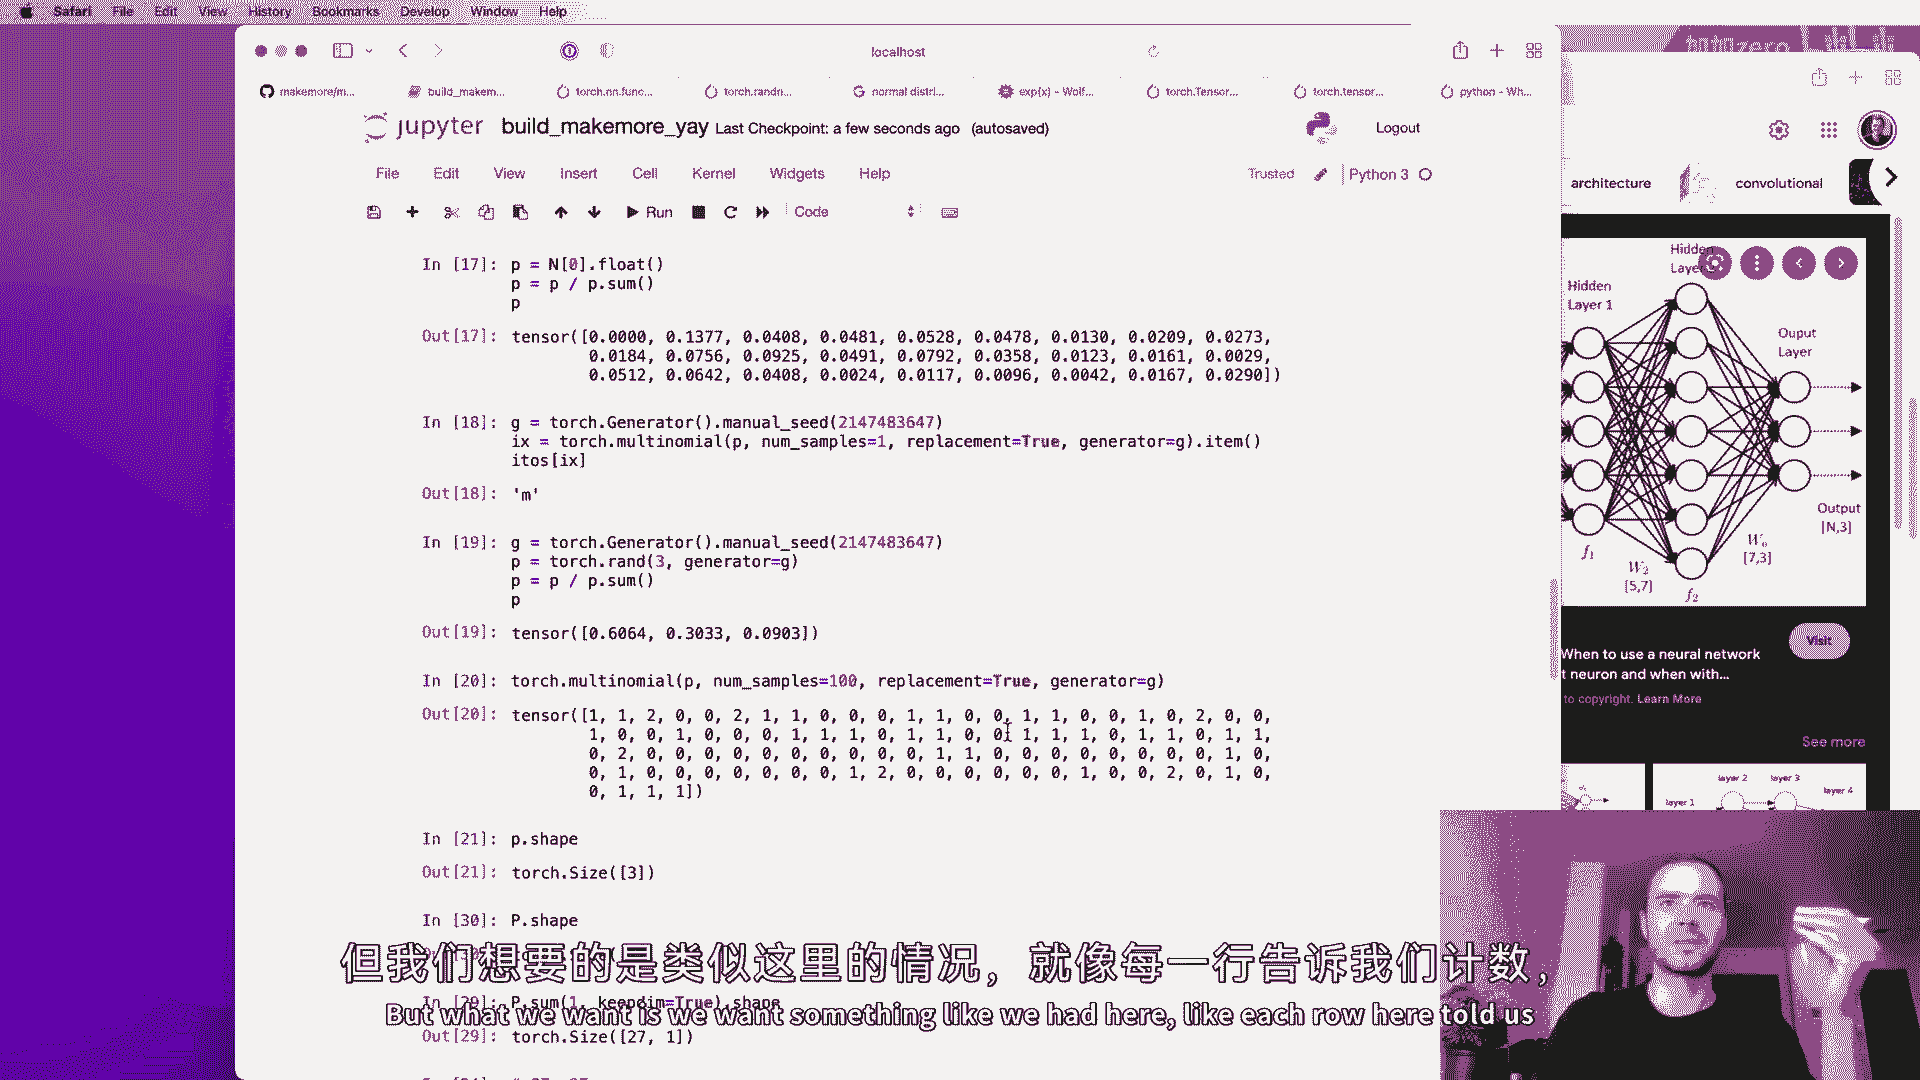 Safari File Edit View History Bookmarks Develop Window Help
localhost
makemore/m... build_makem... torch.nn.func... torch.randn... normal distri... exp(x) - Wolf... torch.Tensor... torch.tensor... python - Wh...
jupyter build_makemore_yay Last Checkpoint: a few seconds ago (autosaved)
Logout
File Edit View Insert Cell Kernel Widgets Help
Trusted Python 3
Run Code
In [17]: p = N[0].float()
p = p / p.sum()
p
Out[17]: tensor([0.0000, 0.1377, 0.0408, 0.0481, 0.0528, 0.0478, 0.0130, 0.0209, 0.0273,
0.0184, 0.0756, 0.0925, 0.0491, 0.0792, 0.0358, 0.0123, 0.0161, 0.0029,
0.0512, 0.0642, 0.0408, 0.0024, 0.0117, 0.0096, 0.0042, 0.0167, 0.0290])
In [18]: g = torch.Generator().manual_seed(2147483647)
ix = torch.multinomial(p, num_samples=1, replacement=True, generator=g).item()
itos[ix]
Out[18]: 'm'
In [19]: g = torch.Generator().manual_seed(2147483647)
p = torch.rand(3, generator=g)
p = p / p.sum()
p
Out[19]: tensor([0.6064, 0.3033, 0.0903])
In [20]: torch.multinomial(p, num_samples=100, replacement=True, generator=g)
Out[20]: tensor([1, 1, 2, 0, 0, 2, 1, 1, 0, 0, 0, 1, 1, 0, 0, 1, 1, 0, 0, 1, 0, 2, 0, 0,
1, 0, 0, 1, 0, 0, 0, 1, 1, 1, 0, 1, 1, 0, 0, 1, 1, 1, 0, 1, 1, 0, 1, 1,
0, 2, 0, 0, 0, 0, 0, 0, 0, 0, 0, 1, 1, 0, 0, 0, 0, 0, 0, 0, 0, 0, 1, 0,
0, 1, 0, 0, 0, 0, 0, 0, 0, 1, 2, 0, 0, 0, 0, 0, 0, 1, 0, 0, 2, 0, 1, 0,
0, 1, 1, 1])
In [21]: p.shape
Out[21]: torch.Size([3])
In [30]: P.shape
In [29]: P.sum(1, keepdim=True).shape
Out[29]: torch.Size([27, 1])
但我们想要的是类似这里的情况，就像每一行告诉我们计数，
But what we want is we want something like we had here, like each row here told us
architecture convolutional
Hidden
Hidden
Layer 1
Ouput
Layer
Output
[N,3]
[7,3]
[5,7]
f1
f2
Visit
When to use a neural network
t neuron and when with...
to copyright. Learn More
See more
layer 1
layer 2
layer 3
layer 4